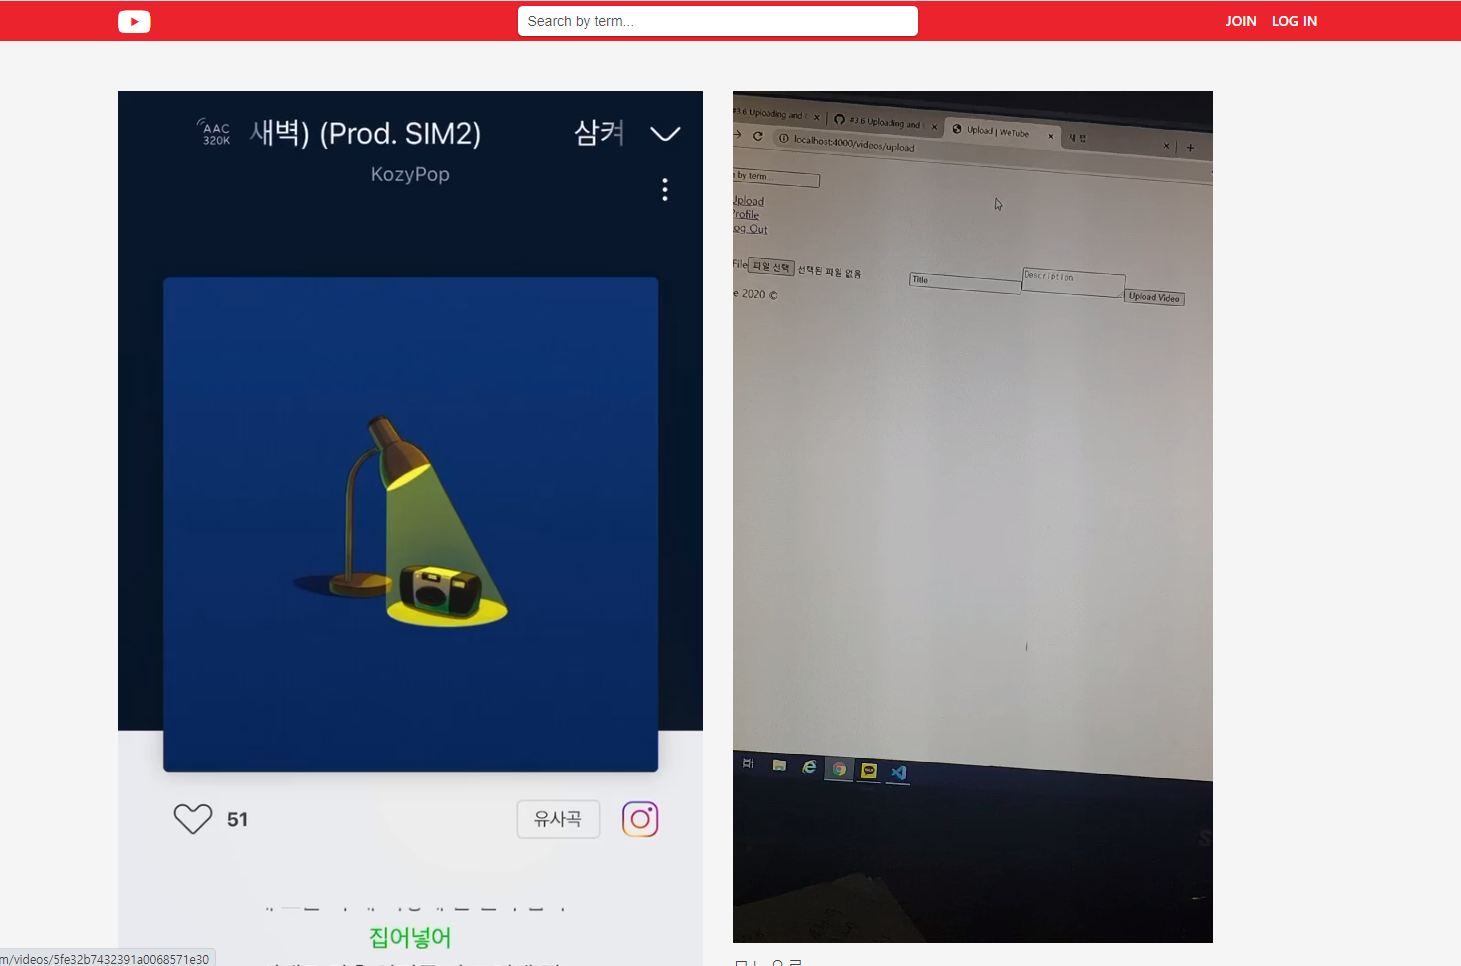 Search by term...
JOIN LOG IN
AAC
320K
새벽) (Prod. SIM2)
삼켜
KozyPop
51
유사곡
집어넣어
#3.6 Uploading and
#3.6 Uploading and
Upload | WeTube
새 탭
localhost:4000/videos/upload
by term...
Upload
Profile
Log Out
File 파일 선택 선택된 파일 없음
Title
Description
Upload Video
e 2020 ©
m/videos/5fe32b7432391a0068571e30